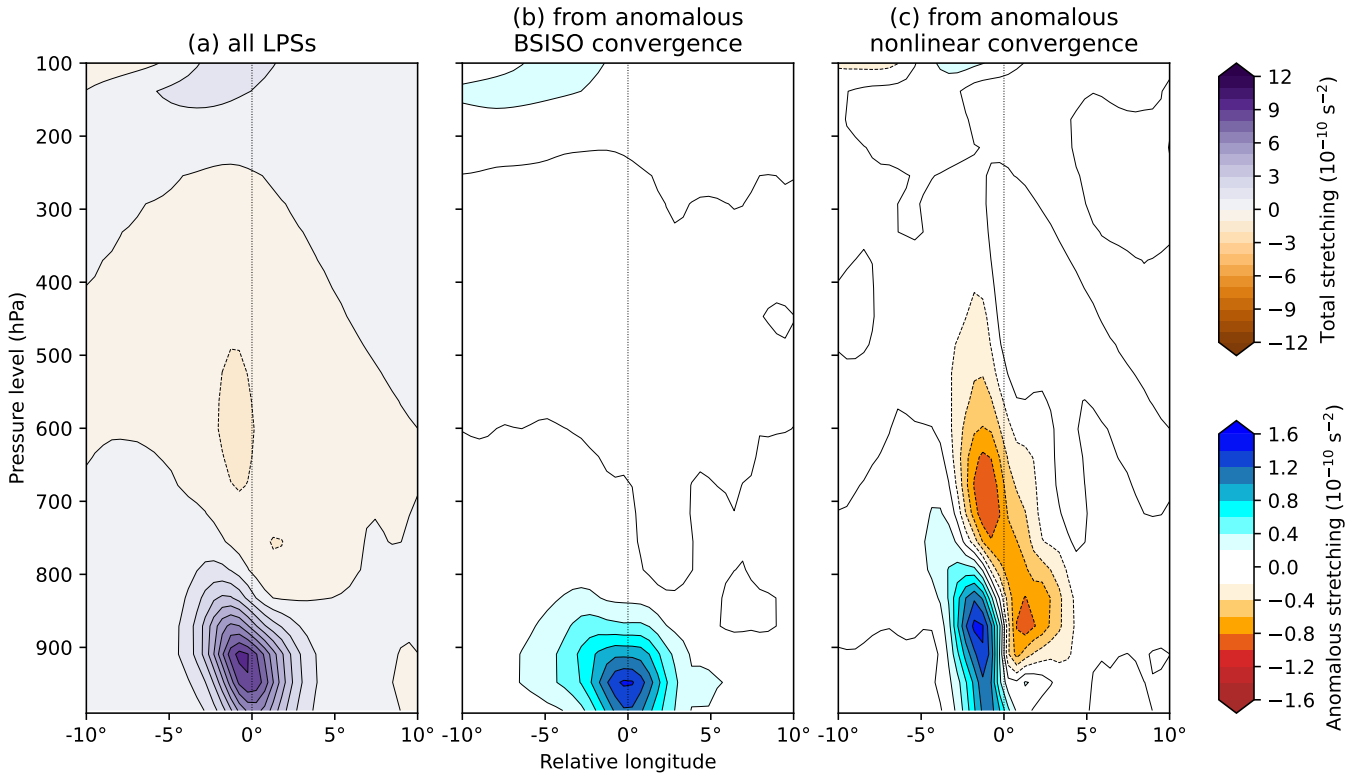 (a) all LPSs
(b) from anomalous
BSISO convergence
(c) from anomalous
nonlinear convergence
100
200
300
400
500
600
700
800
900
Pressure level (hPa)
-10° -5° 0° 5° 10°
-10° -5° 0° 5° 10°
-10° -5° 0° 5° 10°
Relative longitude
12
9
6
3
0
−3
−6
−9
−12
Total stretching (10⁻¹⁰ s⁻²)
1.6
1.2
0.8
0.4
0.0
−0.4
−0.8
−1.2
−1.6
Anomalous stretching (10⁻¹⁰ s⁻²)